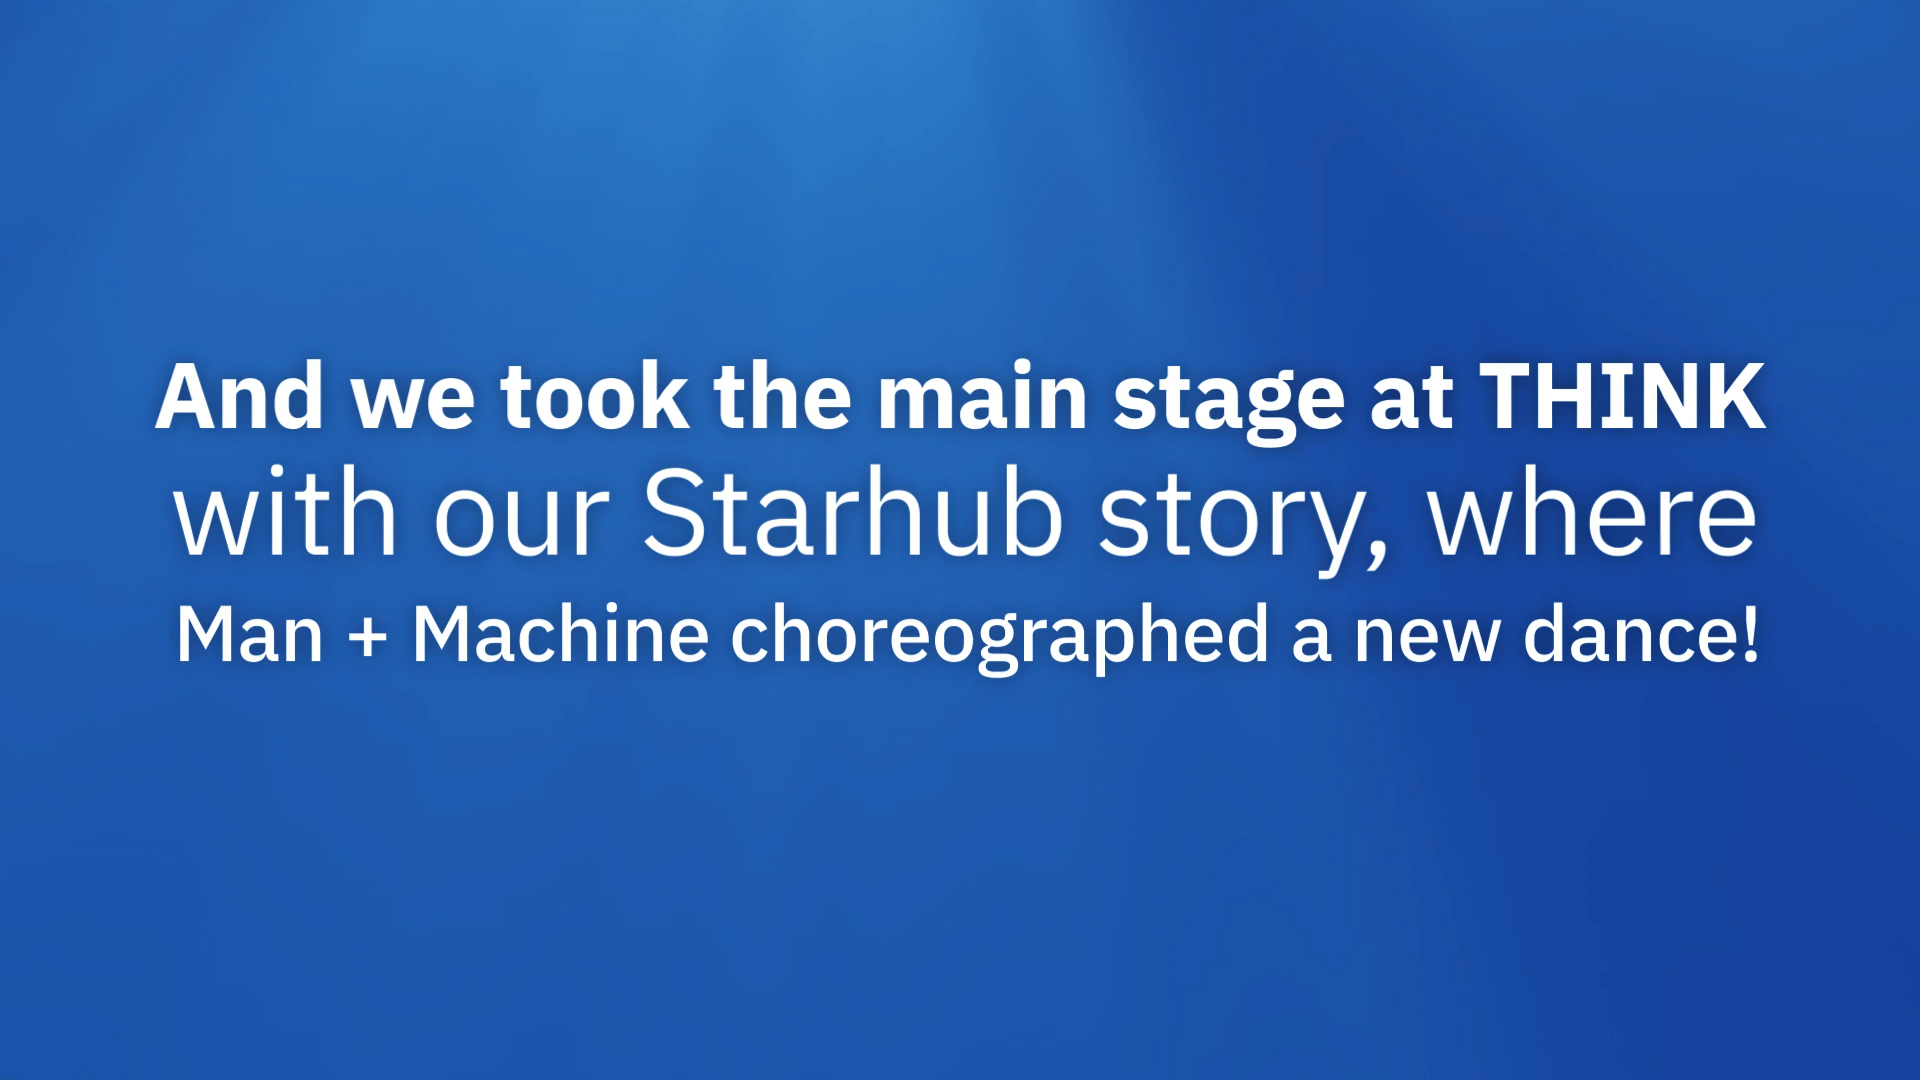 And we took the main stage at THINK
with our Starhub story, where
Man + Machine choreographed a new dance!